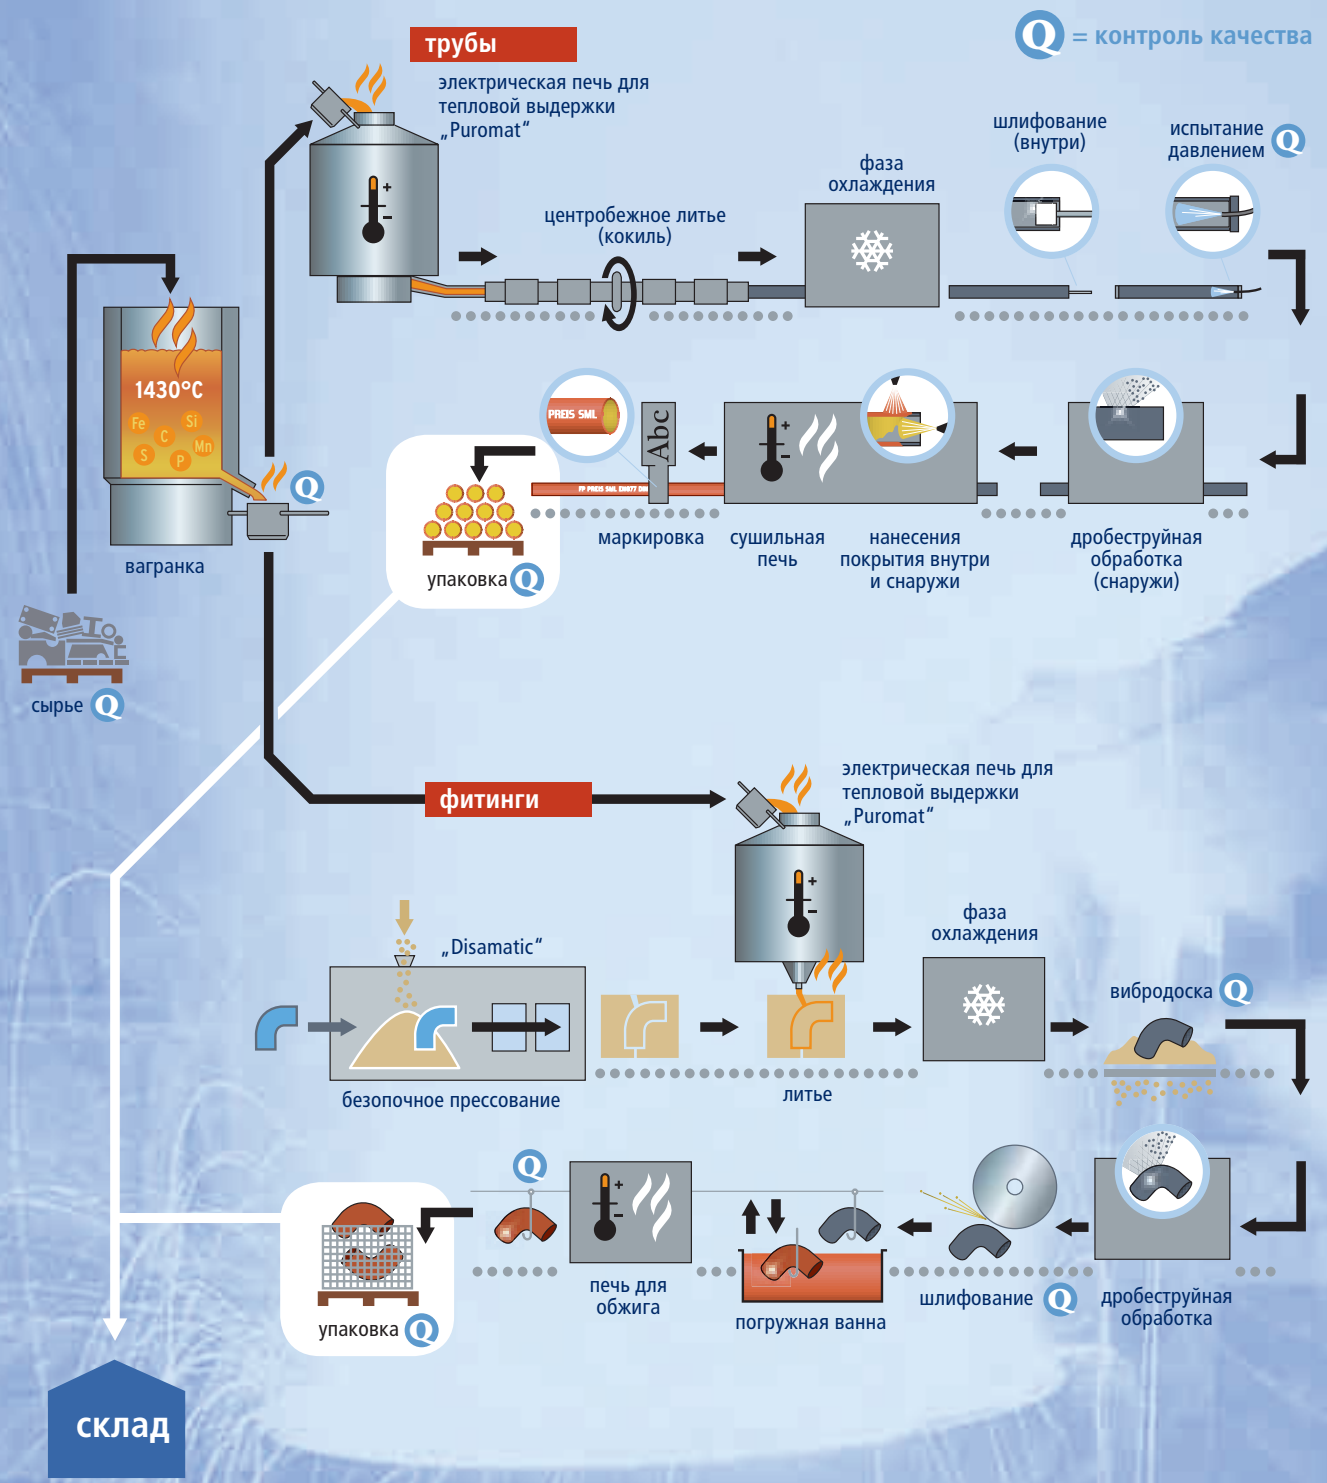 Q = контроль качества
трубы
электрическая печь для
тепловой выдержки
„Puromat“
шлифование
(внутри)
испытание
давлением Q
фаза
охлаждения
центробежное литье
(кокиль)
1430°C
Fe
Si
C
Mn
S
P
Q
вагранка
сырье Q
PREIS SML
Abc
маркировка
сушильная
печь
нанесения
покрытия внутри
и снаружи
дробеструйная
обработка
(снаружи)
упаковка Q
фитинги
электрическая печь для
тепловой выдержки
„Puromat“
„Disamatic“
безопочное прессование
литье
фаза
охлаждения
вибродоска Q
Q
упаковка Q
печь для
обжига
погружная ванна
шлифование Q
дробеструйная
обработка
склад